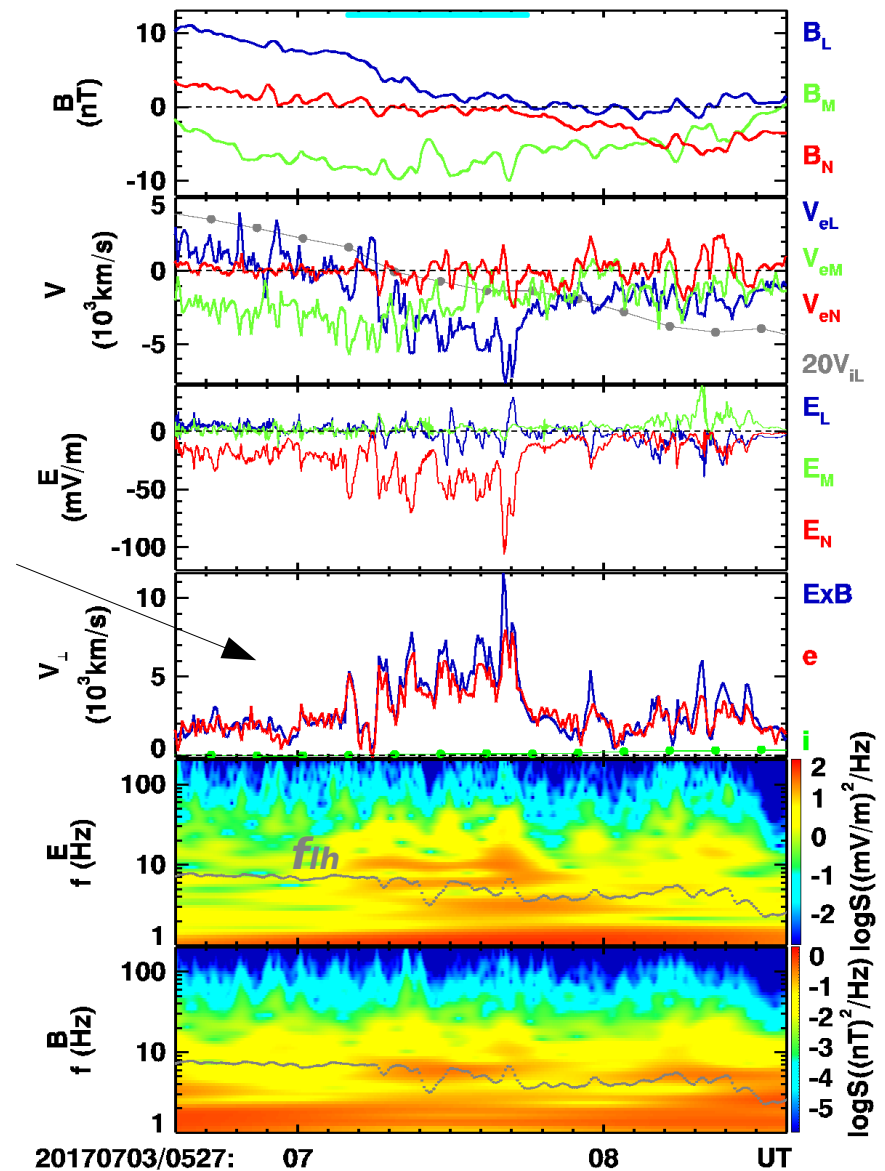 10
0
-10
B
(nT)
B_L
B_M
B_N
5
0
-5
V
(10^3km/s)
V_eL
V_eM
V_eN
20V_iL
0
-50
-100
E
(mV/m)
E_L
E_M
E_N
10
5
0
V_⊥
(10^3km/s)
ExB
e
i
100
10
1
E
f (Hz)
f_lh
2
1
0
-1
-2
logS((mV/m)^2/Hz)
100
10
1
B
f (Hz)
0
-1
-2
-3
-4
-5
logS((nT)^2/Hz)
20170703/0527: 07 08 UT